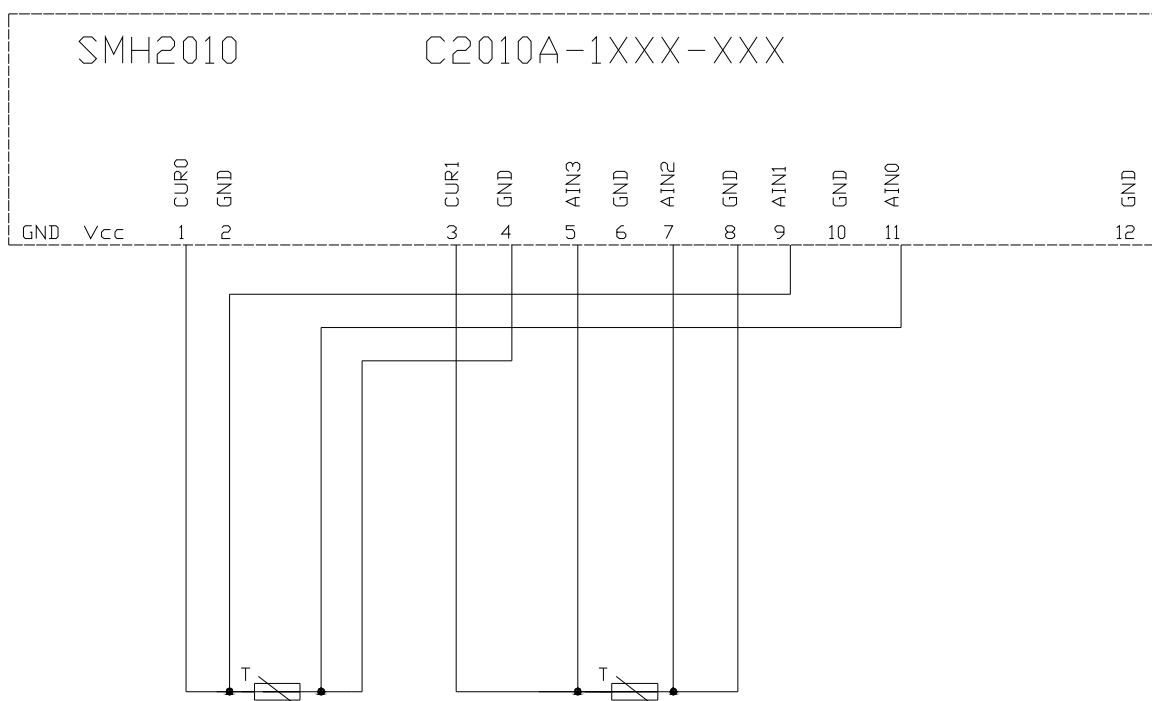 SMH2010 C2010A-1XXX-XXX
CUR0 GND CUR1 GND AIN3 GND AIN2 GND AIN1 GND AIN0 GND
GND Vcc 1 2 3 4 5 6 7 8 9 10 11 12
T T